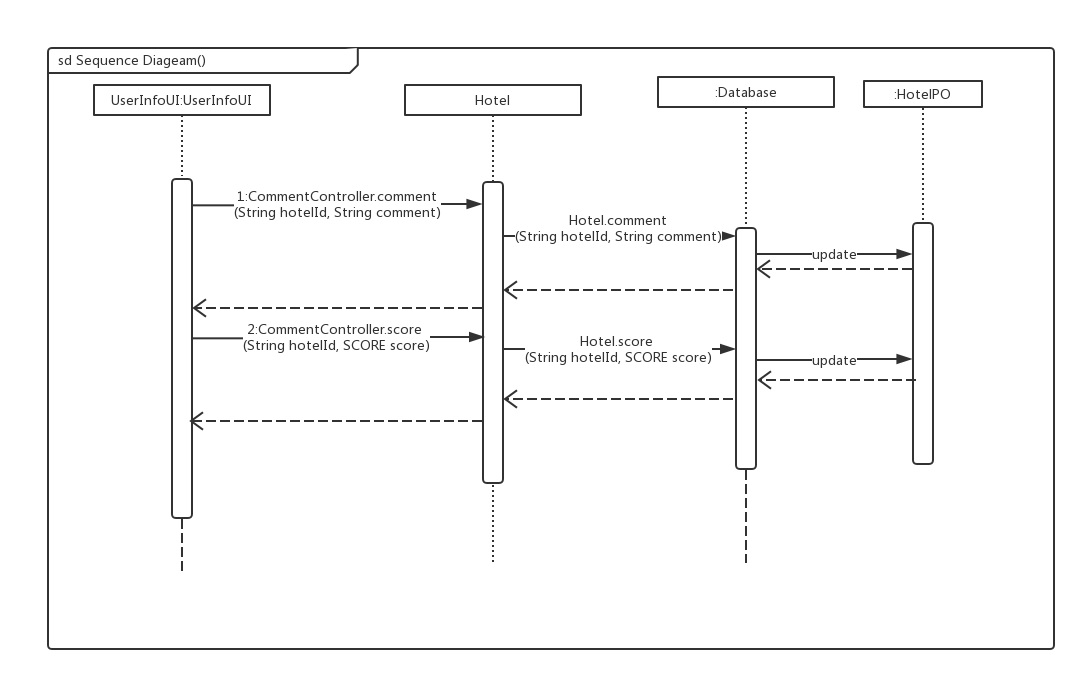 sd Sequence Diageam()
UserInfoUI:UserInfoUI
Hotel
:Database
:HotelPO
1:CommentController.comment
(String hotelId, String comment)
Hotel.comment
(String hotelId, String comment)
update
2:CommentController.score
(String hotelId, SCORE score)
Hotel.score
(String hotelId, SCORE score)
update